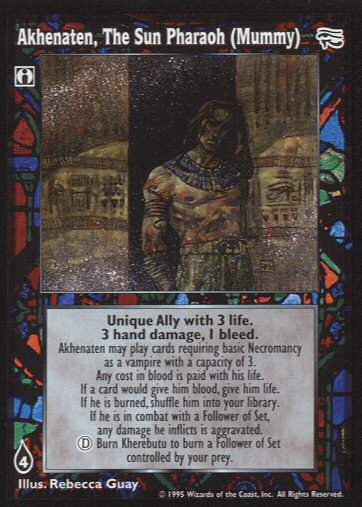 Akhenaten, The Sun Pharaoh (Mummy)
Unique Ally with 3 life.
3 hand damage, 1 bleed.
Akhenaten may play cards requiring basic Necromancy
as a vampire with a capacity of 3.
Any cost in blood is paid with his life.
If a card would give him blood, give him life.
If he is burned, shuffle him into your library.
If he is in combat with a Follower of Set,
any damage he inflicts is aggravated.
D Burn Kherebutu to burn a Follower of Set
controlled by your prey.
4
Illus. Rebecca Guay
© 1995 Wizards of the Coast, Inc. All Rights Reserved.